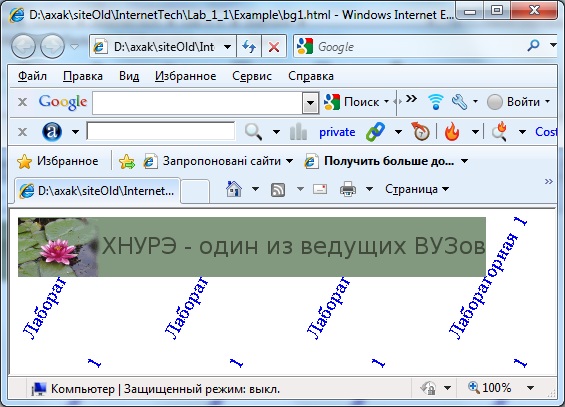 D:\axak\siteOld\InternetTech\Lab_1_1\Example\bg1.html - Windows Internet E...
D:\axak\siteOld\Int
Google
Файл Правка Вид Избранное Сервис Справка
Google Поиск Войти
a private Cost
Избранное Запропоновані сайти Получить больше до...
D:\axak\siteOld\Internet... Страница
ХНУРЭ - один из ведущих ВУЗов
Лаборат
Лаборат
Лаборат
Лабораторная 1
1
1
1
1
Компьютер | Защищенный режим: выкл. 100%